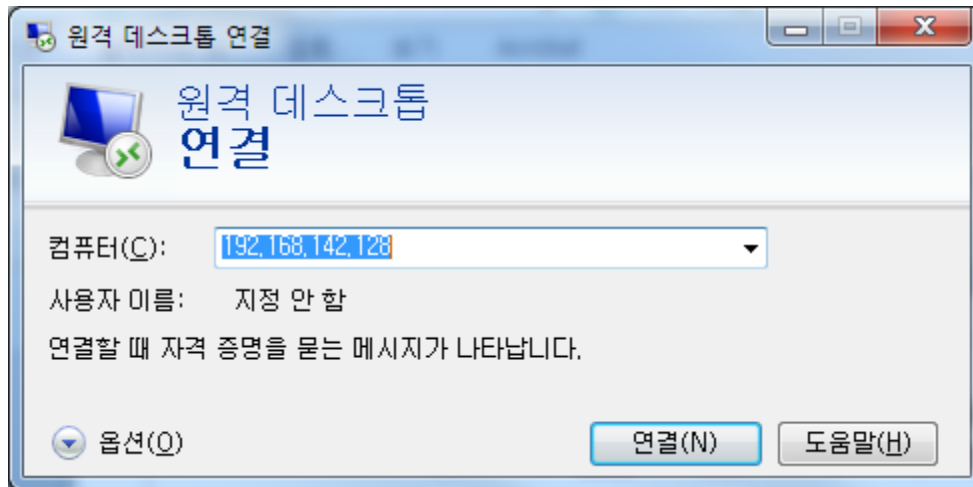 원격 데스크톱 연결
원격 데스크톱
연결
컴퓨터(C): 192.168.142.128
사용자 이름: 지정 안 함
연결할 때 자격 증명을 묻는 메시지가 나타납니다.
옵션(O) 연결(N) 도움말(H)